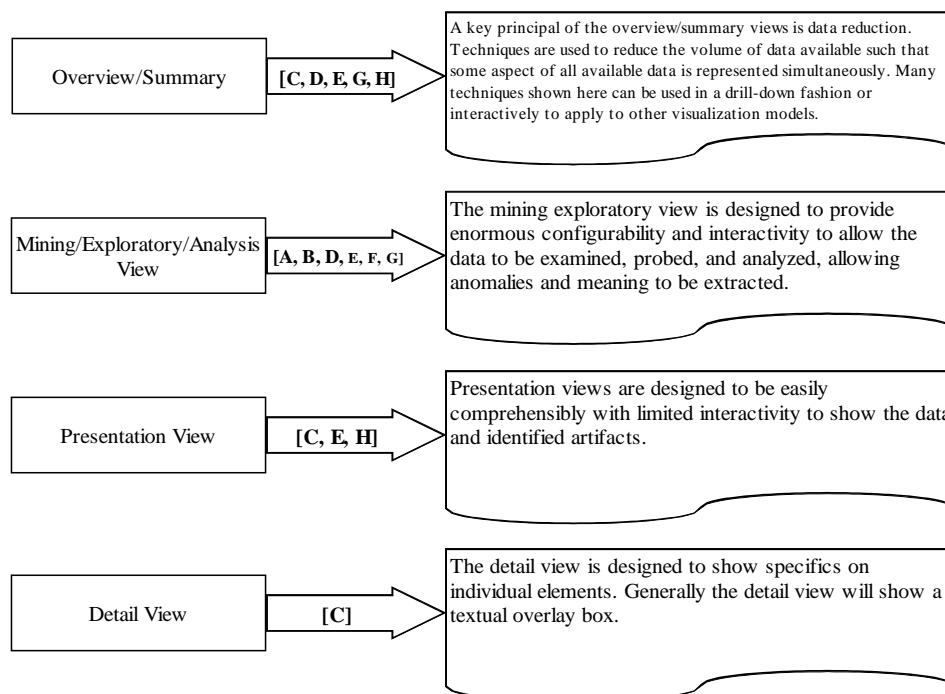 Overview/Summary
[C, D, E, G, H]
A key principal of the overview/summary views is data reduction.
Techniques are used to reduce the volume of data available such that
some aspect of all available data is represented simultaneously. Many
techniques shown here can be used in a drill-down fashion or
interactively to apply to other visualization models.
Mining/Exploratory/Analysis
View
[A, B, D, E, F, G]
The mining exploratory view is designed to provide
enormous configurability and interactivity to allow the
data to be examined, probed, and analyzed, allowing
anomalies and meaning to be extracted.
Presentation View
[C, E, H]
Presentation views are designed to be easily
comprehensibly with limited interactivity to show the data
and identified artifacts.
Detail View
[C]
The detail view is designed to show specifics on
individual elements. Generally the detail view will show a
textual overlay box.